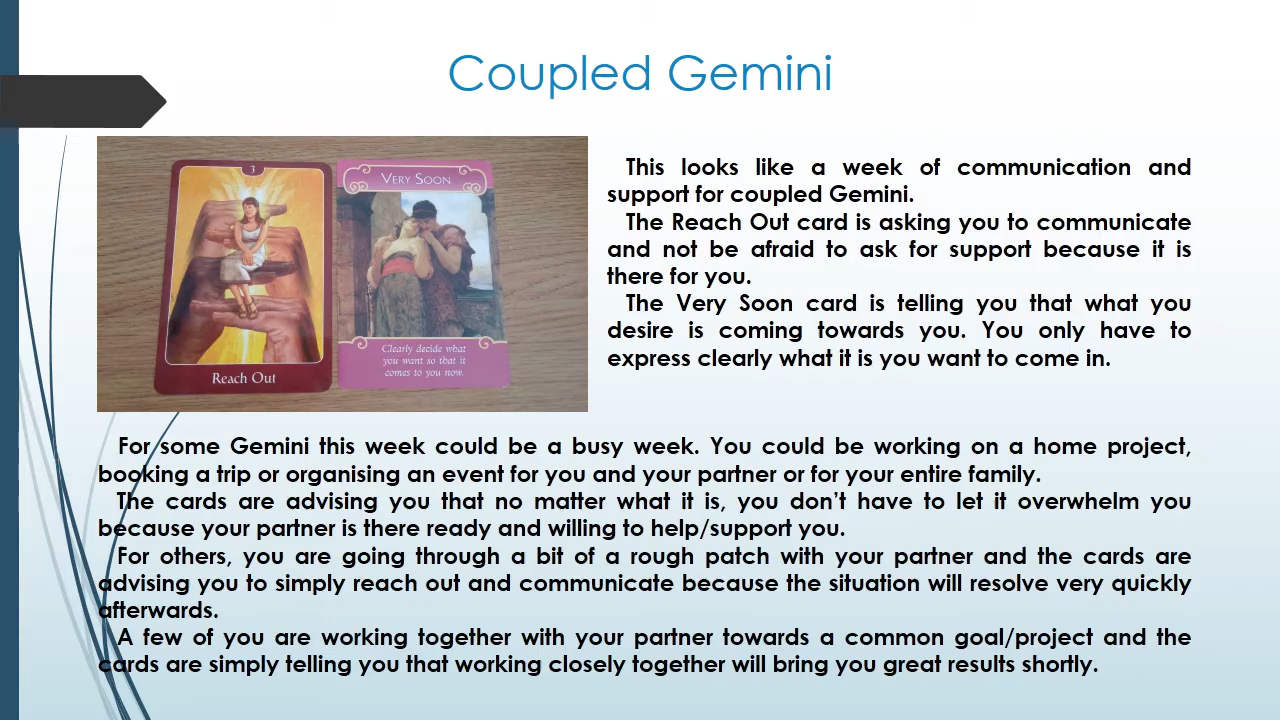 Coupled Gemini
3
Reach Out
VERY SOON
Clearly decide what
you want so that it
comes to you now.
This looks like a week of communication and
support for coupled Gemini.
The Reach Out card is asking you to communicate
and not be afraid to ask for support because it is
there for you.
The Very Soon card is telling you that what you
desire is coming towards you. You only have to
express clearly what it is you want to come in.
For some Gemini this week could be a busy week. You could be working on a home project,
booking a trip or organising an event for you and your partner or for your entire family.
The cards are advising you that no matter what it is, you don’t have to let it overwhelm you
because your partner is there ready and willing to help/support you.
For others, you are going through a bit of a rough patch with your partner and the cards are
advising you to simply reach out and communicate because the situation will resolve very quickly
afterwards.
A few of you are working together with your partner towards a common goal/project and the
cards are simply telling you that working closely together will bring you great results shortly.